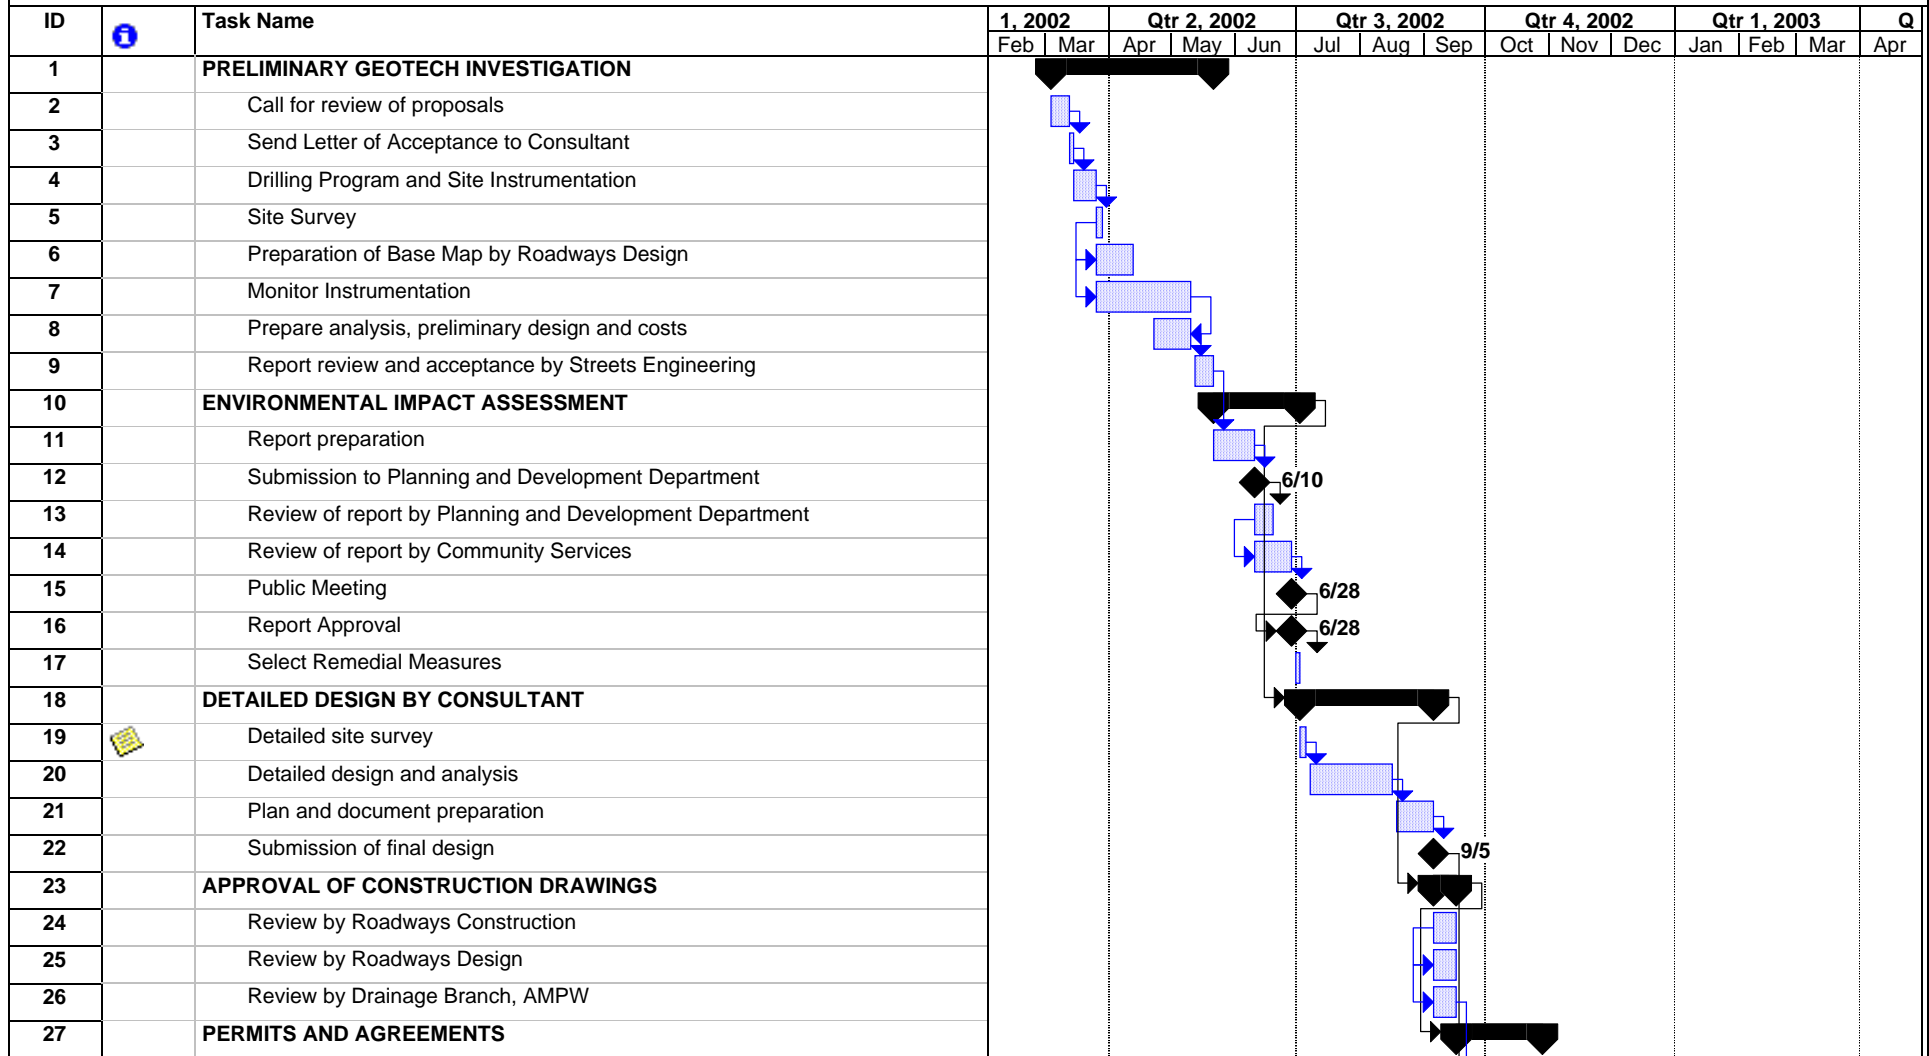 ID Task Name 1, 2002 Qtr 2, 2002 Qtr 3, 2002 Qtr 4, 2002 Qtr 1, 2003 Q
Feb Mar Apr May Jun Jul Aug Sep Oct Nov Dec Jan Feb Mar Apr
1 PRELIMINARY GEOTECH INVESTIGATION
2 Call for review of proposals
3 Send Letter of Acceptance to Consultant
4 Drilling Program and Site Instrumentation
5 Site Survey
6 Preparation of Base Map by Roadways Design
7 Monitor Instrumentation
8 Prepare analysis, preliminary design and costs
9 Report review and acceptance by Streets Engineering
10 ENVIRONMENTAL IMPACT ASSESSMENT
11 Report preparation
12 Submission to Planning and Development Department 6/10
13 Review of report by Planning and Development Department
14 Review of report by Community Services
15 Public Meeting 6/28
16 Report Approval 6/28
17 Select Remedial Measures
18 DETAILED DESIGN BY CONSULTANT
19 Detailed site survey
20 Detailed design and analysis
21 Plan and document preparation
22 Submission of final design 9/5
23 APPROVAL OF CONSTRUCTION DRAWINGS
24 Review by Roadways Construction
25 Review by Roadways Design
26 Review by Drainage Branch, AMPW
27 PERMITS AND AGREEMENTS